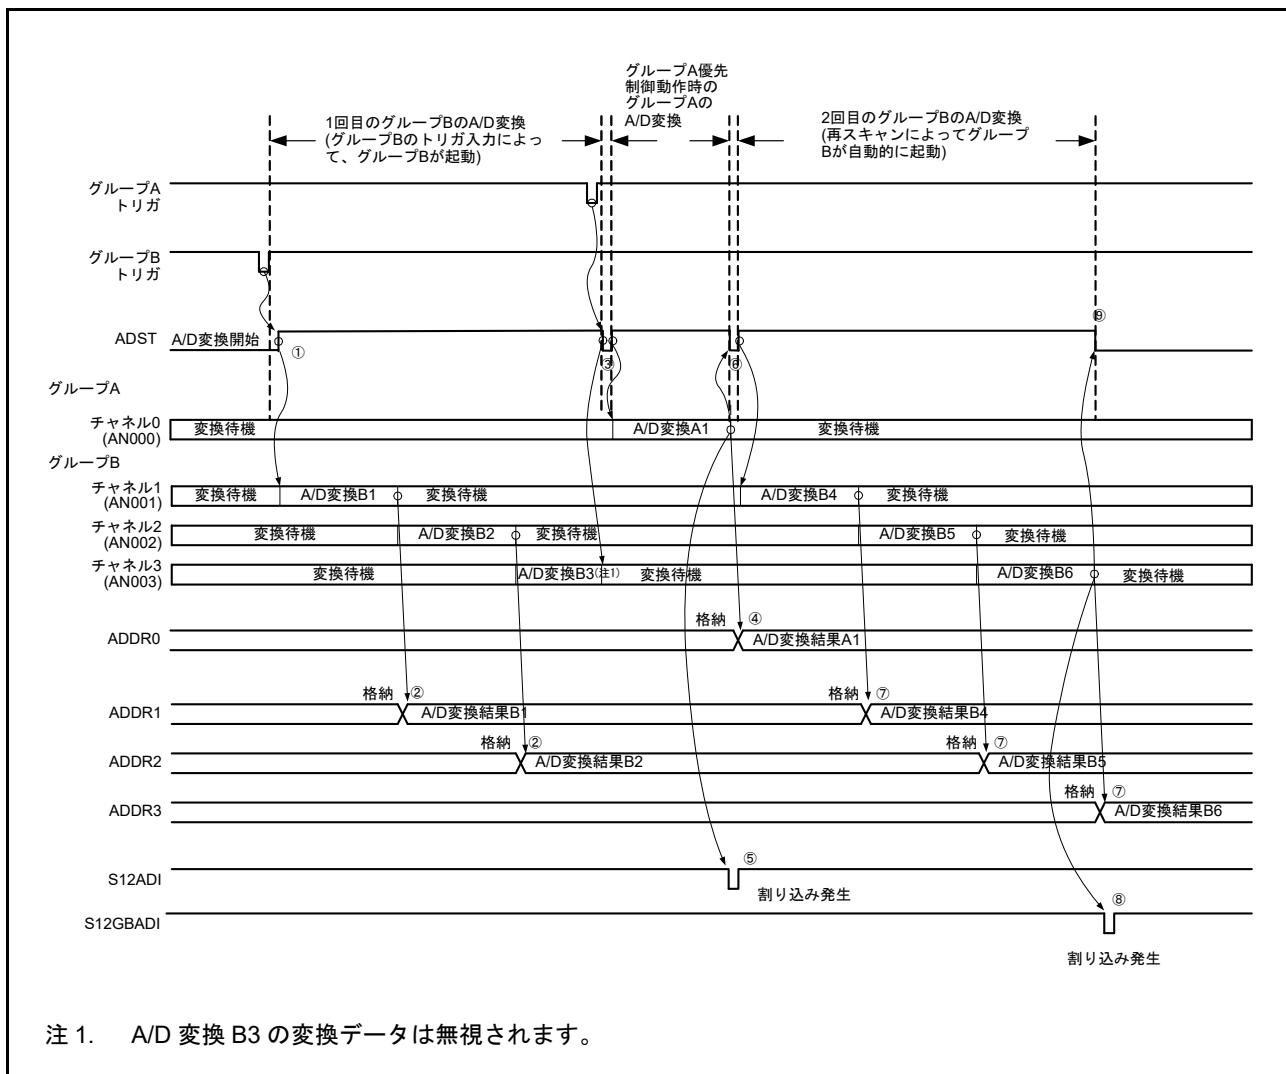 グループA優先
制御動作時の
グループAの
A/D変換
1回目のグループBのA/D変換
(グループBのトリガ入力によっ
て、グループBが起動)
2回目のグループBのA/D変換
(再スキャンによってグループ
Bが自動的に起動)
グループA
トリガ
グループB
トリガ
ADST A/D変換開始 ① ③ ⑥ ⑨
グループA
チャネル0
(AN000)
変換待機 A/D変換A1 変換待機
グループB
チャネル1
(AN001)
変換待機 A/D変換B1 変換待機 A/D変換B4 変換待機
チャネル2
(AN002)
変換待機 A/D変換B2 変換待機 A/D変換B5 変換待機
チャネル3
(AN003)
変換待機 A/D変換B3(注1) 変換待機 A/D変換B6 変換待機
格納 ④
ADDR0 A/D変換結果A1
格納 ② 格納 ⑦
ADDR1 A/D変換結果B1 A/D変換結果B4
格納 ② 格納 ⑦
ADDR2 A/D変換結果B2 A/D変換結果B5
格納 ⑦
ADDR3 A/D変換結果B6
S12ADI ⑤
割り込み発生
S12GBADI ⑧
割り込み発生
注 1. A/D 変換 B3 の変換データは無視されます。